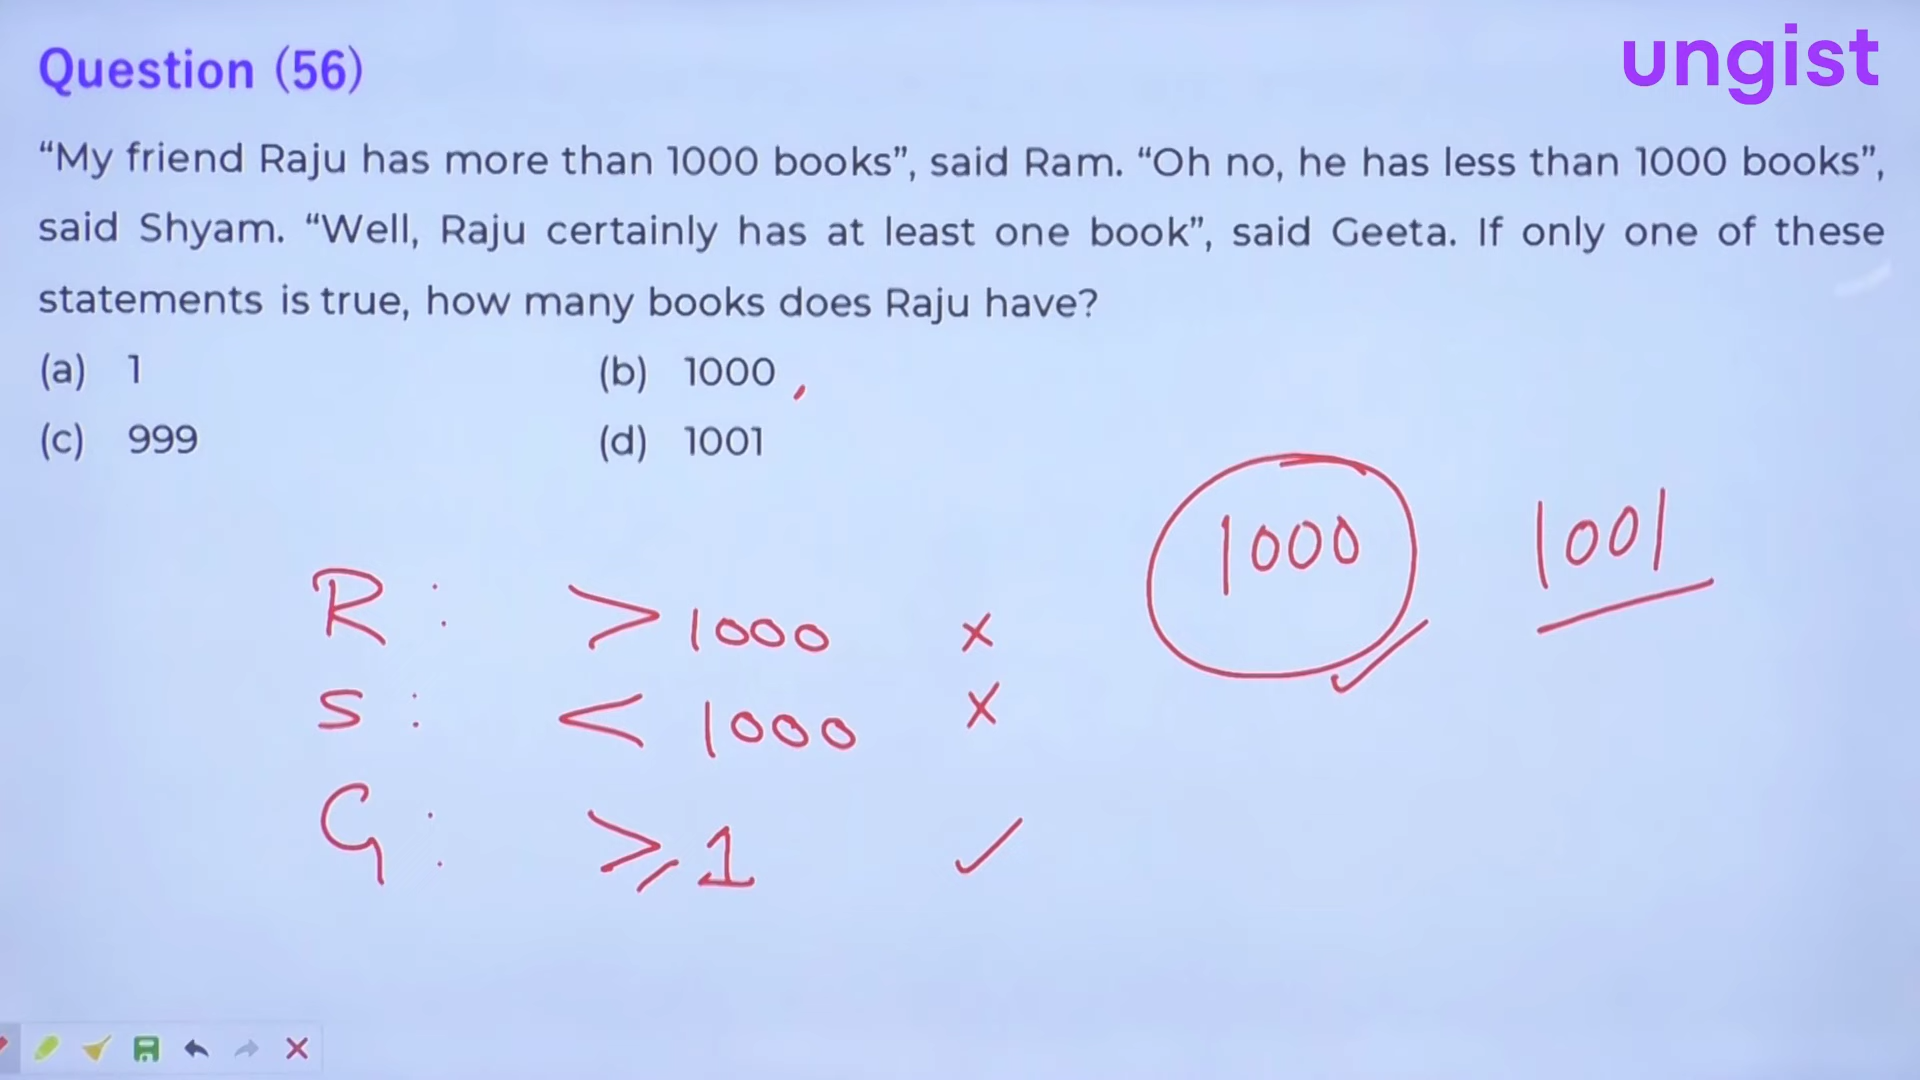 Question (56)
ungist
“My friend Raju has more than 1000 books”, said Ram. “Oh no, he has less than 1000 books”,
said Shyam. “Well, Raju certainly has at least one book”, said Geeta. If only one of these
statements is true, how many books does Raju have?
(a) 1
(b) 1000
(c) 999
(d) 1001
1000
1001
R : > 1000 ×
S : < 1000 ×
G : ⩾ 1 ✓